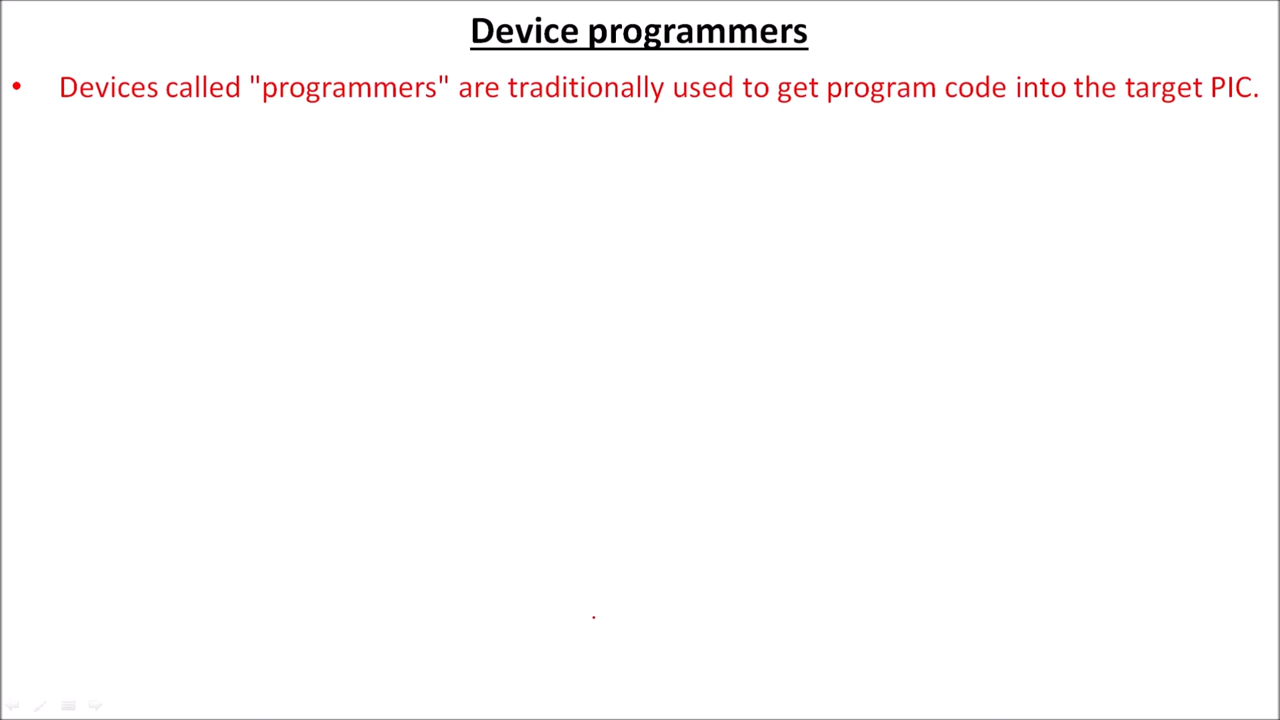 Device programmers
• Devices called "programmers" are traditionally used to get program code into the target PIC.